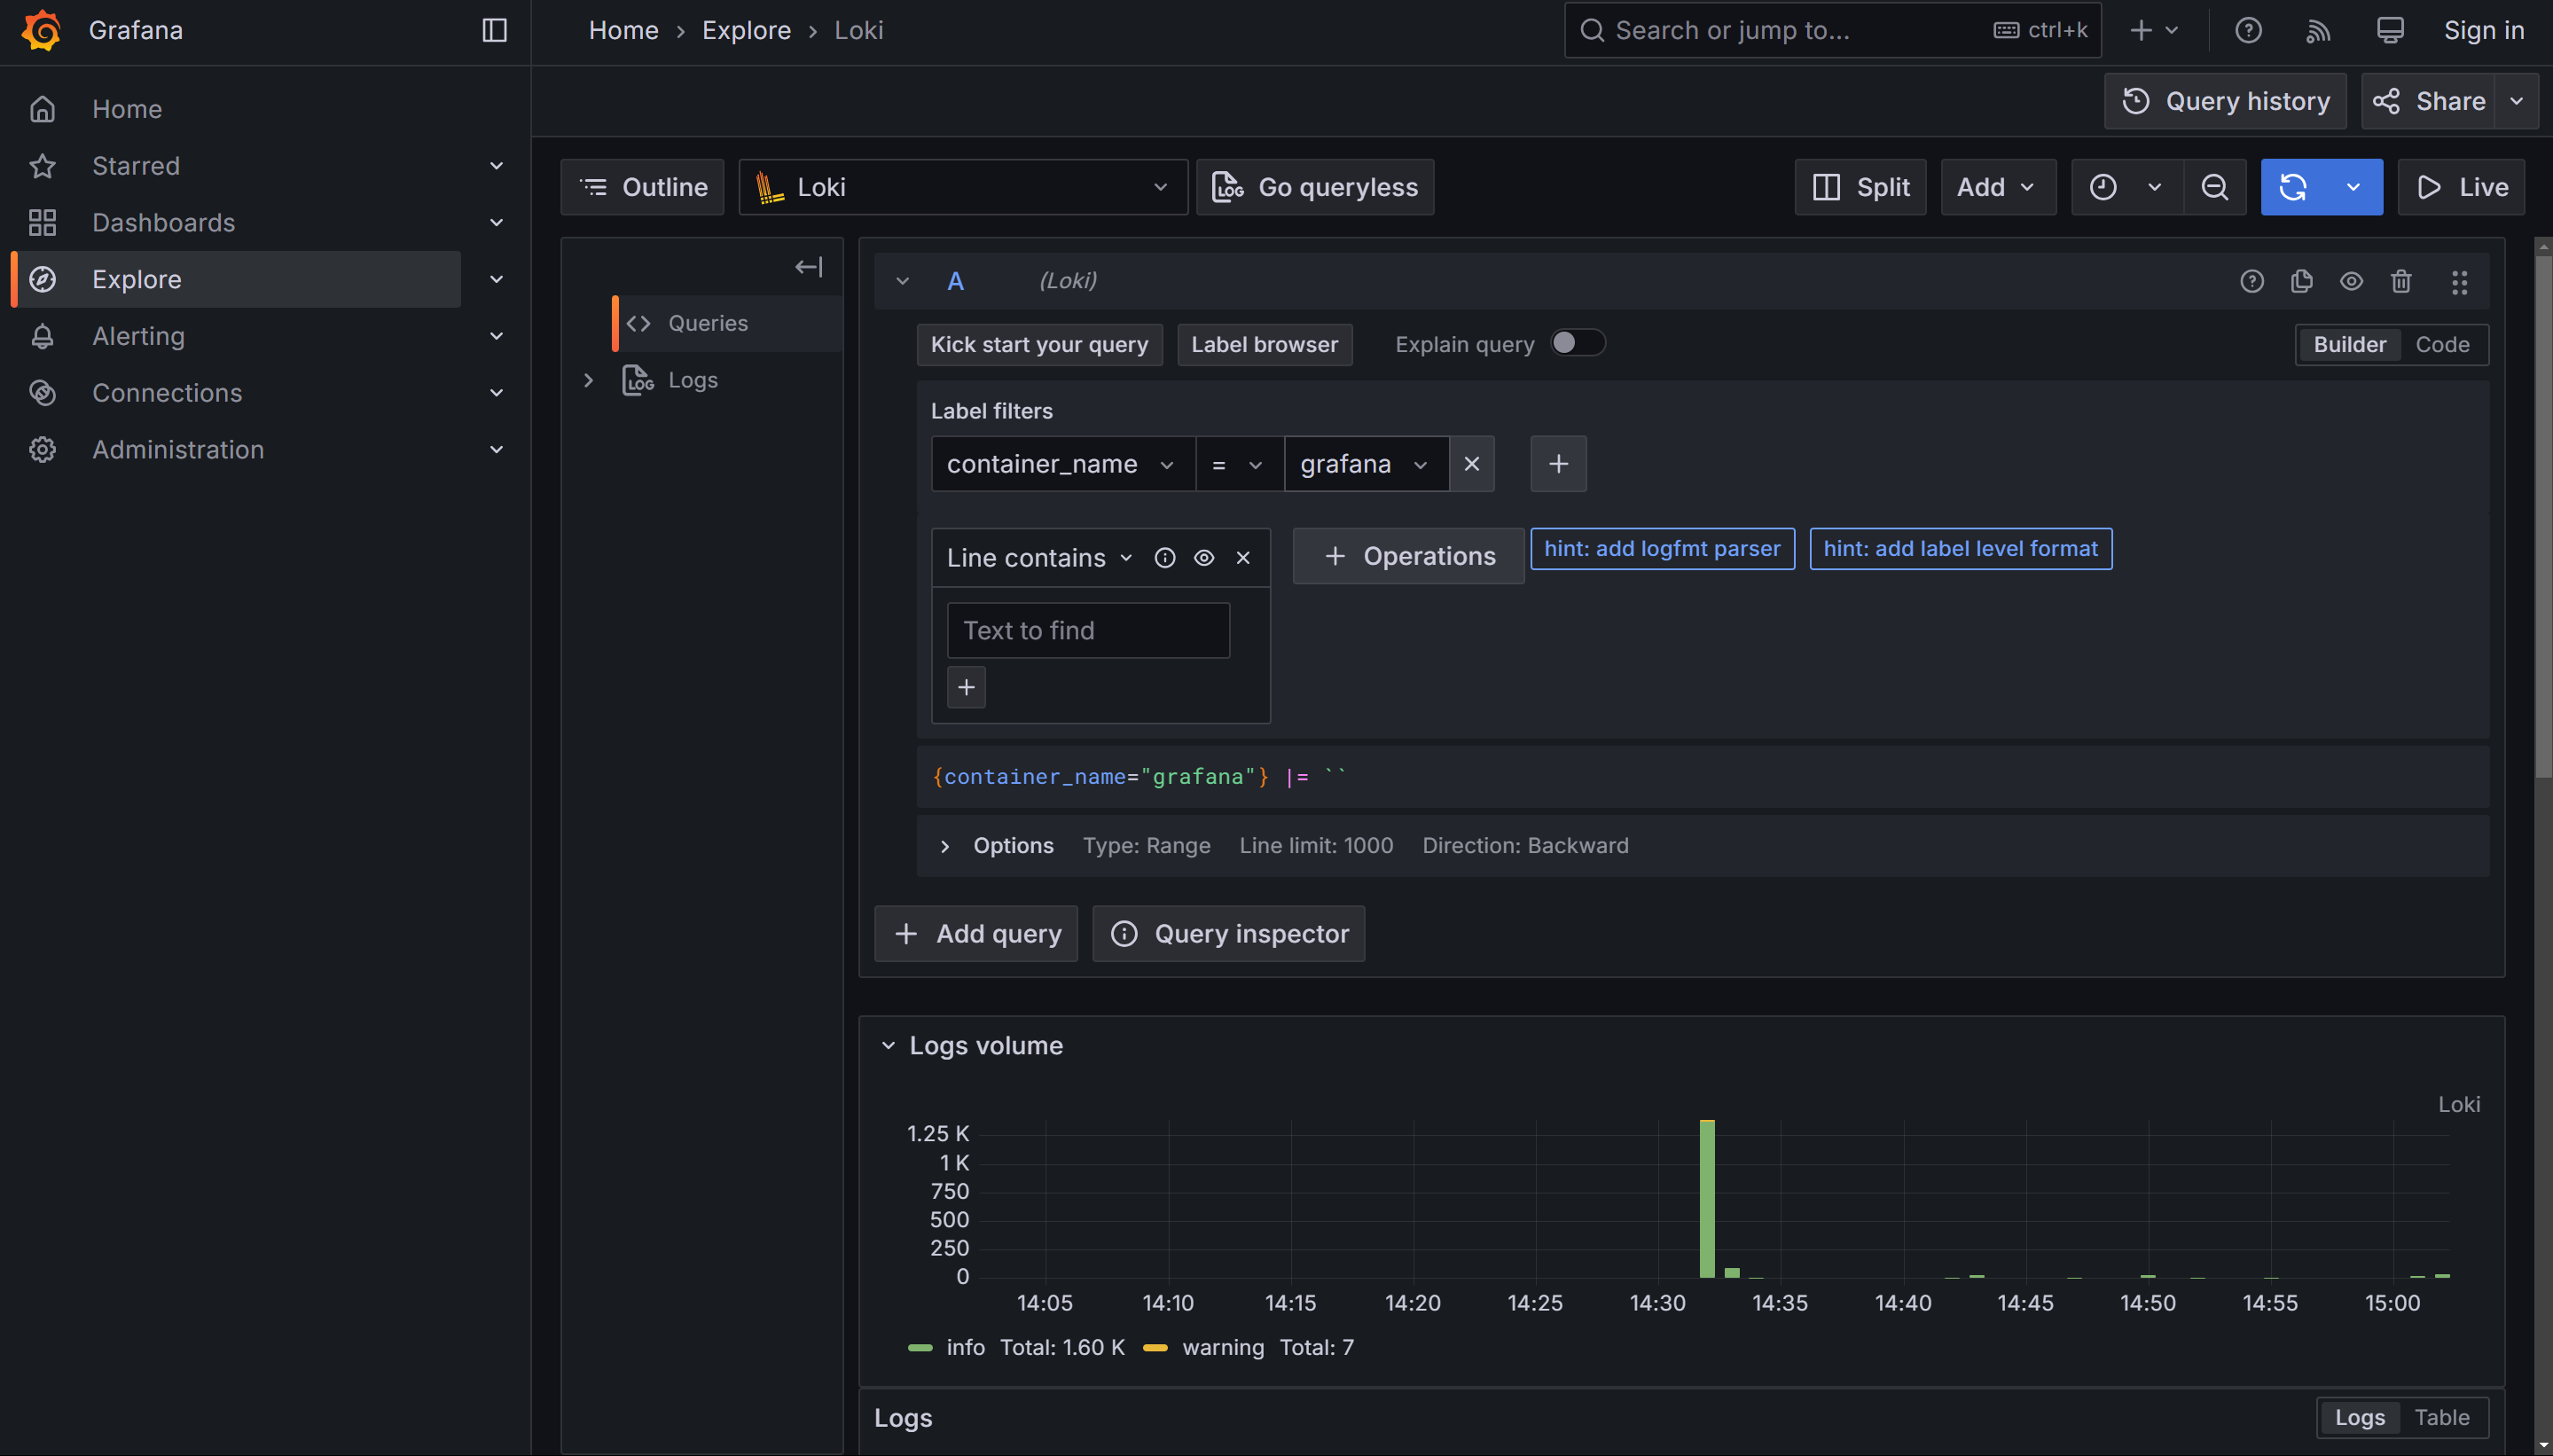 Grafana
Home › Explore › Loki
Search or jump to... ctrl+k
Sign in
Home
Starred
Dashboards
Explore
Alerting
Connections
Administration
Query history
Share
Outline
Loki
Go queryless
Split
Add
Live
Queries
Logs
A (Loki)
Kick start your query
Label browser
Explain query
Builder
Code
Label filters
container_name = grafana
Line contains
Operations
hint: add logfmt parser
hint: add label level format
Text to find
{container_name="grafana"} |= ``
Options Type: Range Line limit: 1000 Direction: Backward
Add query
Query inspector
Logs volume
Loki
1.25 K
1 K
750
500
250
0
14:05 14:10 14:15 14:20 14:25 14:30 14:35 14:40 14:45 14:50 14:55 15:00
info Total: 1.60 K warning Total: 7
Logs
Logs
Table